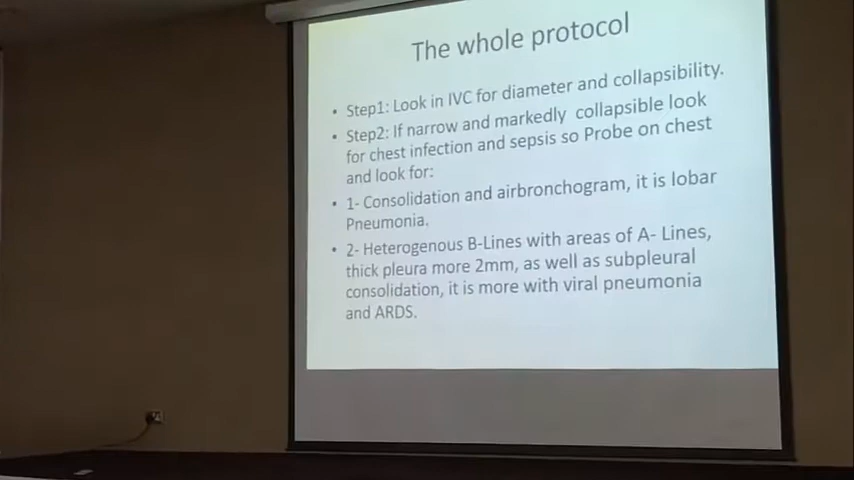 The whole protocol
• Step1: Look in IVC for diameter and collapsibility.
• Step2: If narrow and markedly collapsible look
for chest infection and sepsis so Probe on chest
and look for:
• 1- Consolidation and airbronchogram, it is lobar
Pneumonia.
• 2- Heterogenous B-Lines with areas of A- Lines,
thick pleura more 2mm, as well as subpleural
consolidation, it is more with viral pneumonia
and ARDS.